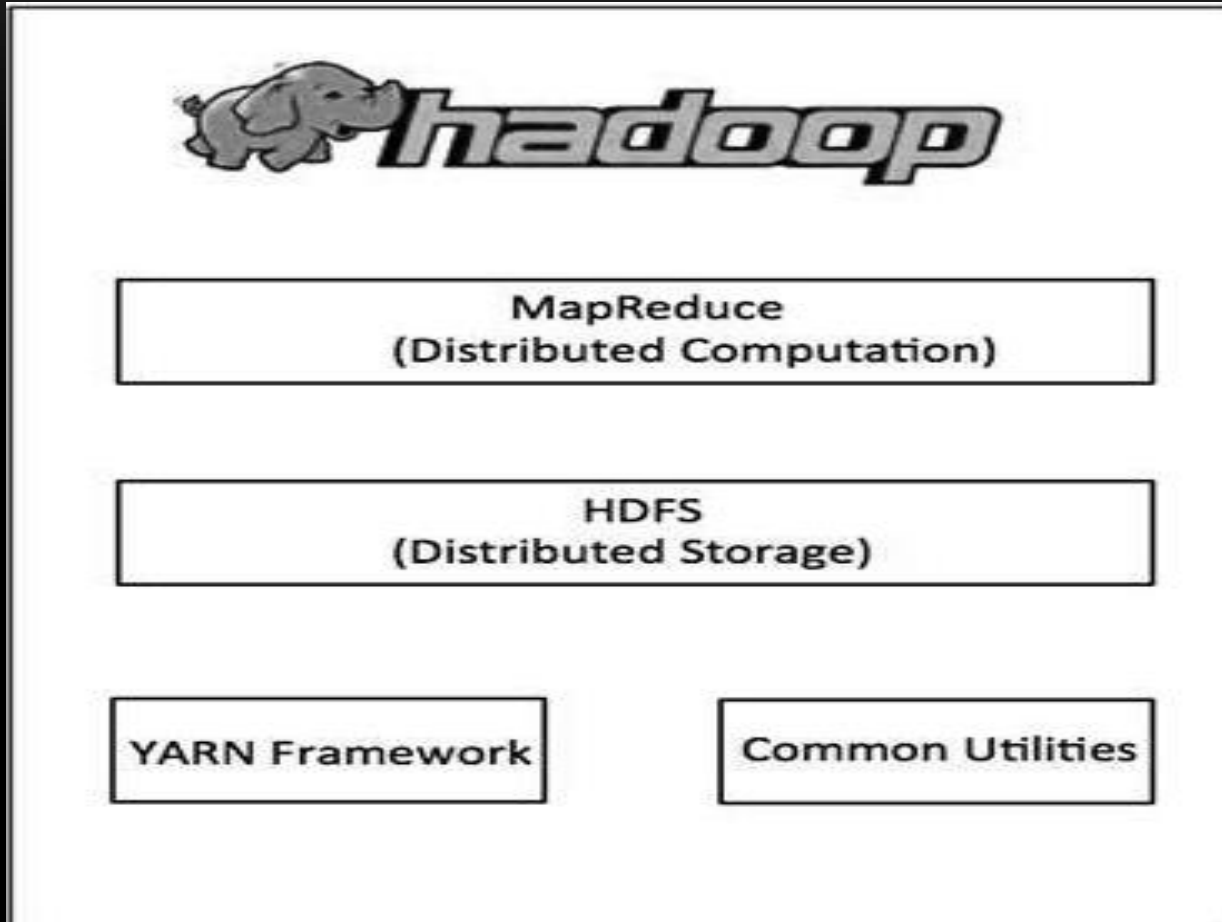 hadoop
MapReduce
(Distributed Computation)
HDFS
(Distributed Storage)
YARN Framework
Common Utilities